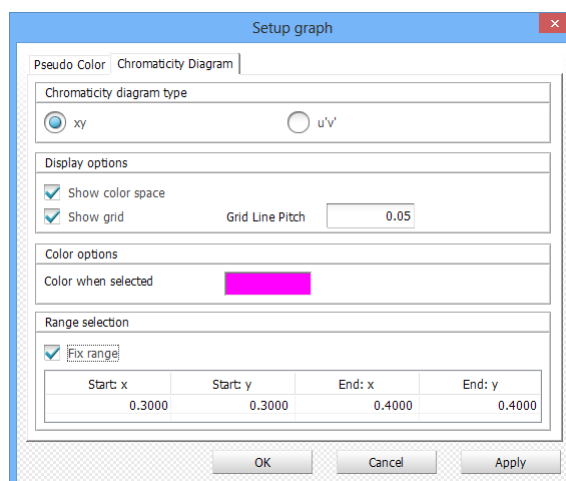 Setup graph
Pseudo Color Chromaticity Diagram
Chromaticity diagram type
xy u'v'
Display options
Show color space
Show grid Grid Line Pitch 0.05
Color options
Color when selected
Range selection
Fix range
Start: x Start: y End: x End: y
0.3000 0.3000 0.4000 0.4000
OK Cancel Apply